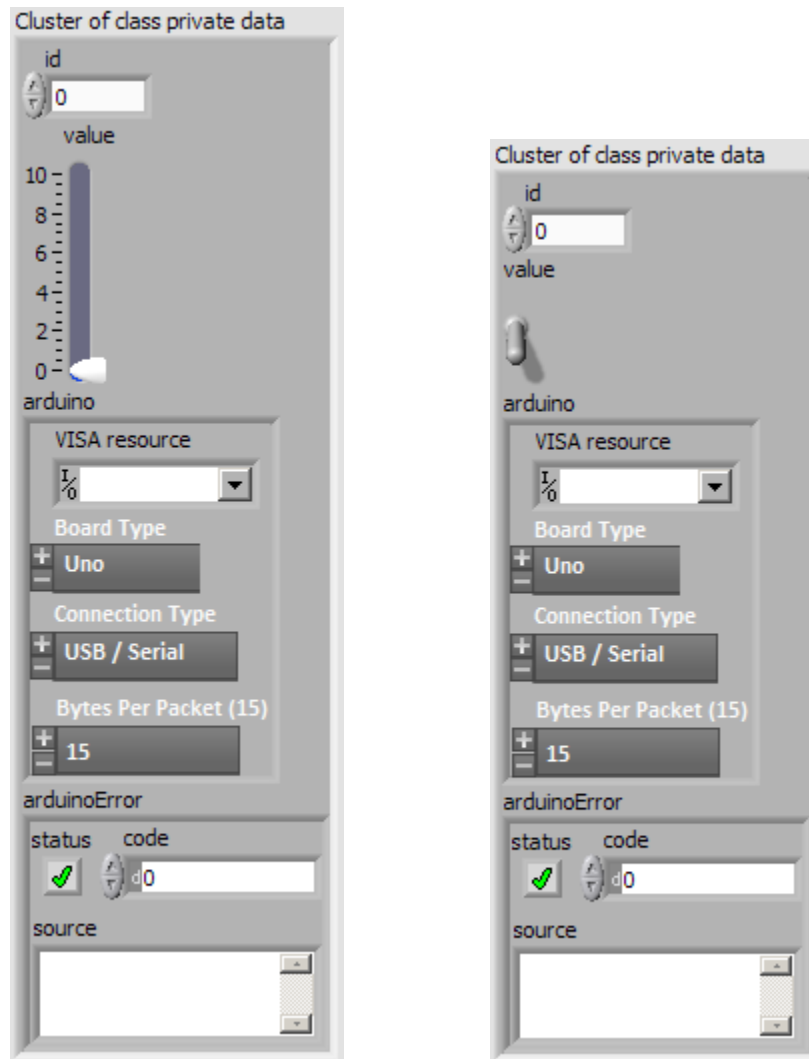 Cluster of class private data
id
0
value
10
8
6
4
2
0
arduino
VISA resource
I/O
Board Type
Uno
Connection Type
USB / Serial
Bytes Per Packet (15)
15
arduinoError
status code
d0
source
Cluster of class private data
id
0
value
arduino
VISA resource
I/O
Board Type
Uno
Connection Type
USB / Serial
Bytes Per Packet (15)
15
arduinoError
status code
d0
source